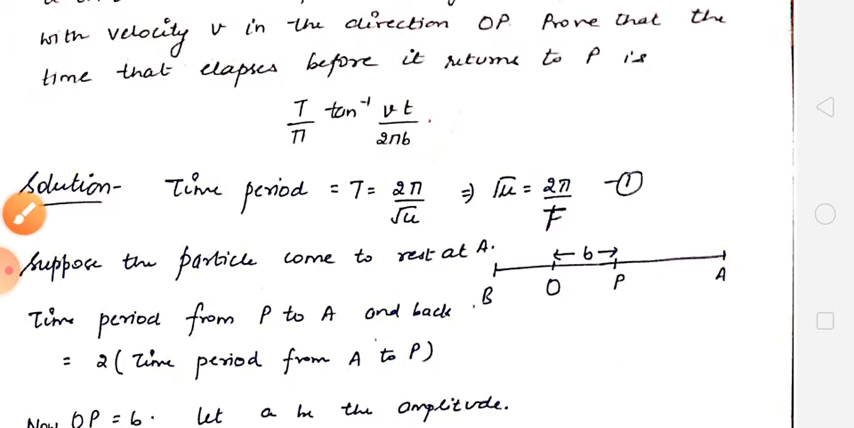 with velocity v in the direction OP. Prove that the
time that elapses before it returns to P is
T/π tan⁻¹ vt/2πb .
Solution- Time period = T = 2π/√u ⇒ √u = 2π/T -①
Suppose the particle come to rest at A.
← b →
B O P A
Time period from P to A and back.
= 2 ( Time period from A to P)
Now OP = b. let a be the amplitude.